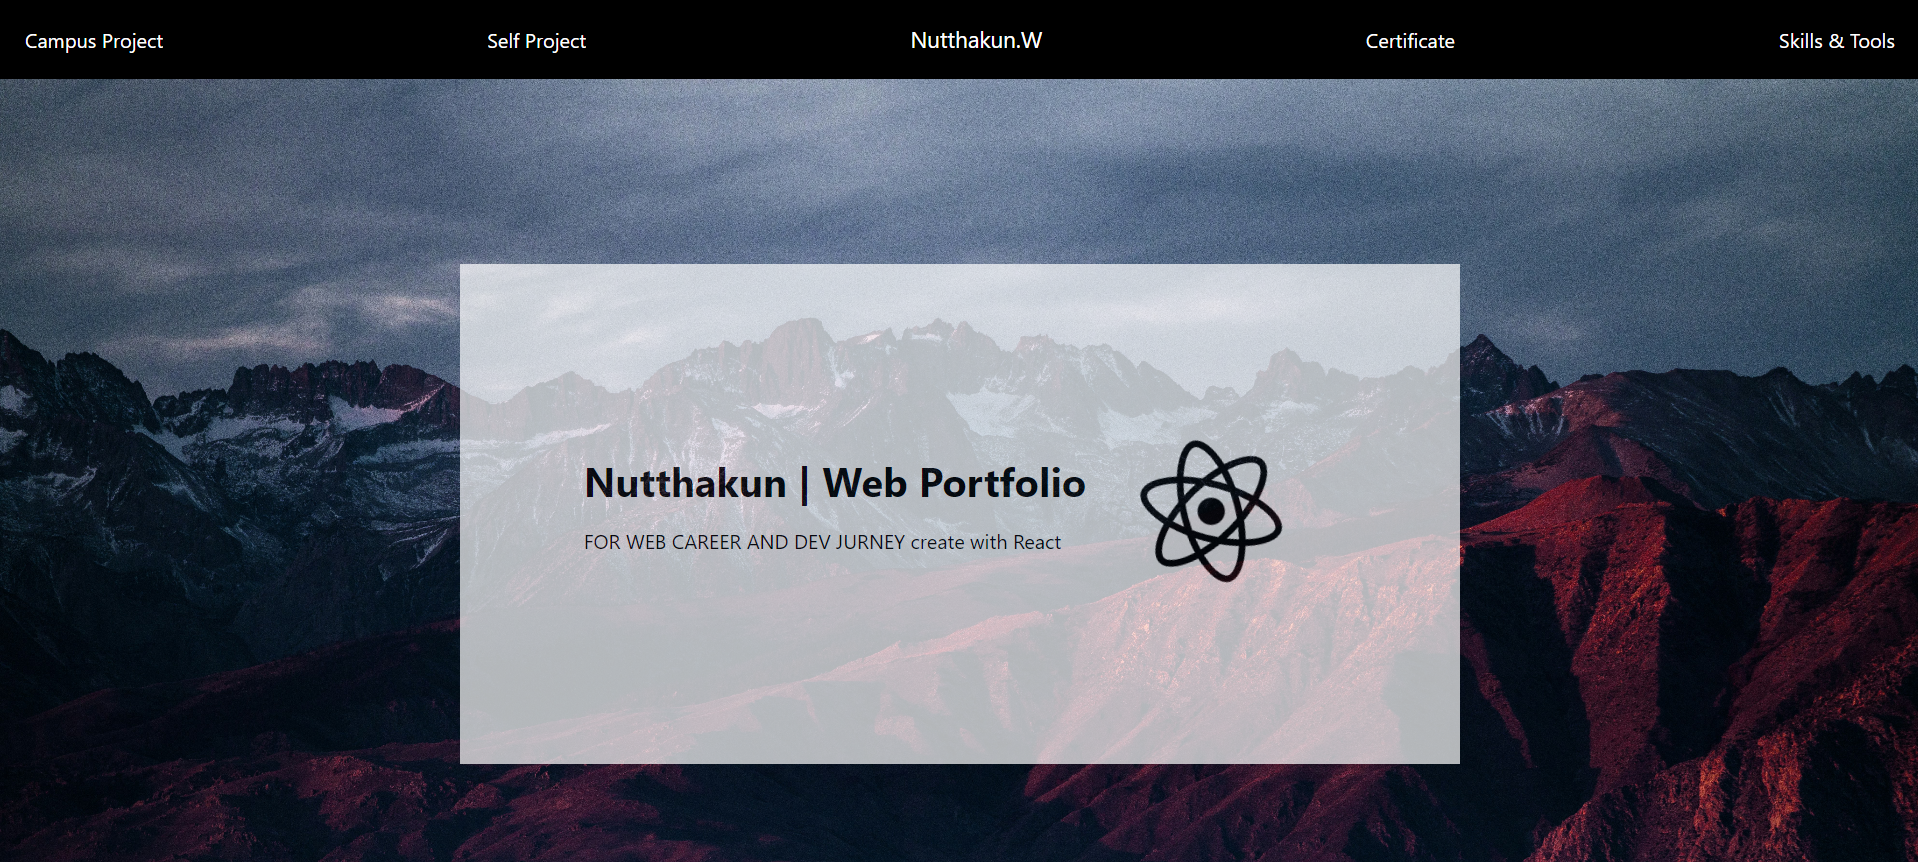 Campus Project
Self Project
Nutthakun.W
Certificate
Skills & Tools
Nutthakun | Web Portfolio
FOR WEB CAREER AND DEV JURNEY create with React